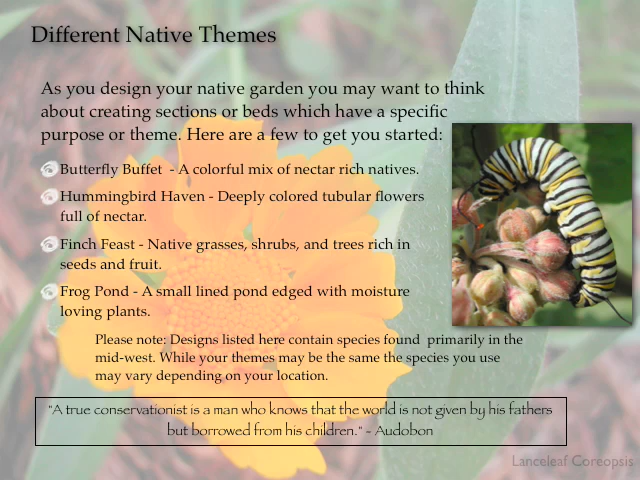 Different Native Themes
As you design your native garden you may want to think
about creating sections or beds which have a specific
purpose or theme. Here are a few to get you started:
Butterfly Buffet - A colorful mix of nectar rich natives.
Hummingbird Haven - Deeply colored tubular flowers
full of nectar.
Finch Feast - Native grasses, shrubs, and trees rich in
seeds and fruit.
Frog Pond - A small lined pond edged with moisture
loving plants.
Please note: Designs listed here contain species found primarily in the
mid-west. While your themes may be the same the species you use
may vary depending on your location.
"A true conservationist is a man who knows that the world is not given by his fathers
but borrowed from his children." - Audobon
Lanceleaf Coreopsis